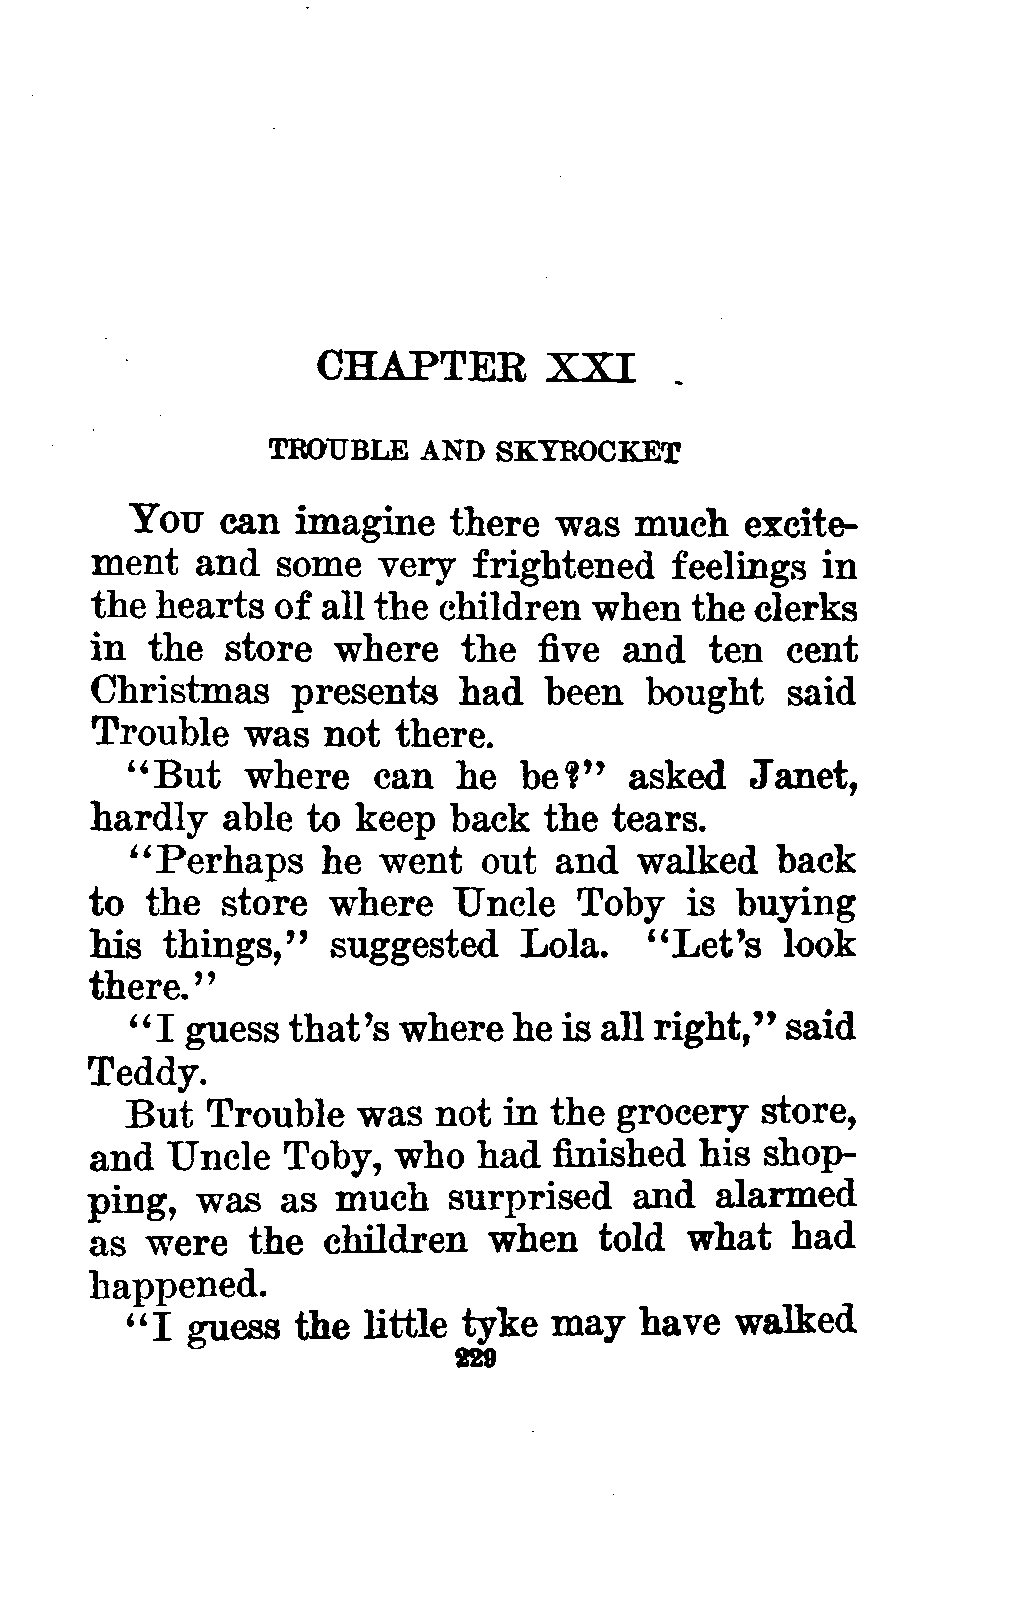 CHAPTER XXI
TROUBLE AND SKYROCKET
YOU can imagine there was much excite-
ment and some very frightened feelings in
the hearts of all the children when the clerks
in the store where the five and ten cent
Christmas presents had been bought said
Trouble was not there.
“But where can he be?” asked Janet,
hardly able to keep back the tears.
“Perhaps he went out and walked back
to the store where Uncle Toby is buying
his things,” suggested Lola. “Let’s look
there.”
“I guess that’s where he is all right,” said
Teddy.
But Trouble was not in the grocery store,
and Uncle Toby, who had finished his shop-
ping, was as much surprised and alarmed
as were the children when told what had
happened.
“I guess the little tyke may have walked
229